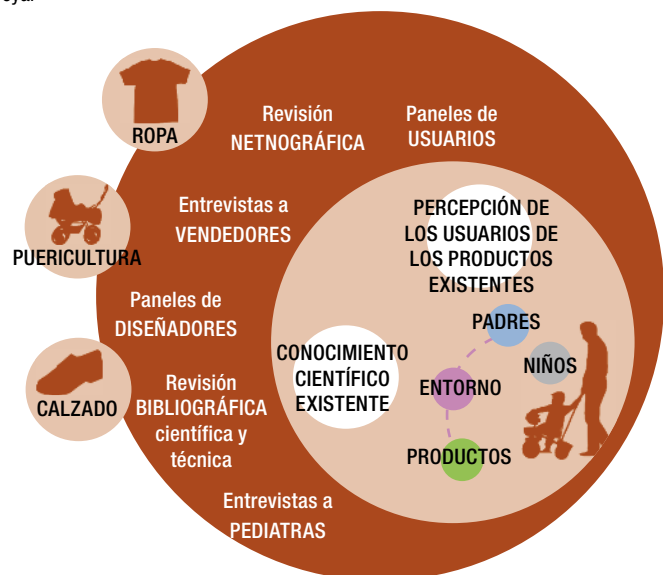 ROPA
Revisión
NETNOGRÁFICA
Paneles de
USUARIOS
PUERICULTURA
Entrevistas a
VENDEDORES
PERCEPCIÓN DE
LOS USUARIOS DE
LOS PRODUCTOS
EXISTENTES
Paneles de
DISEÑADORES
PADRES
CONOCIMIENTO
CIENTÍFICO
EXISTENTE
NIÑOS
ENTORNO
CALZADO
Revisión
BIBLIOGRÁFICA
científica y
técnica
PRODUCTOS
Entrevistas a
PEDIATRAS